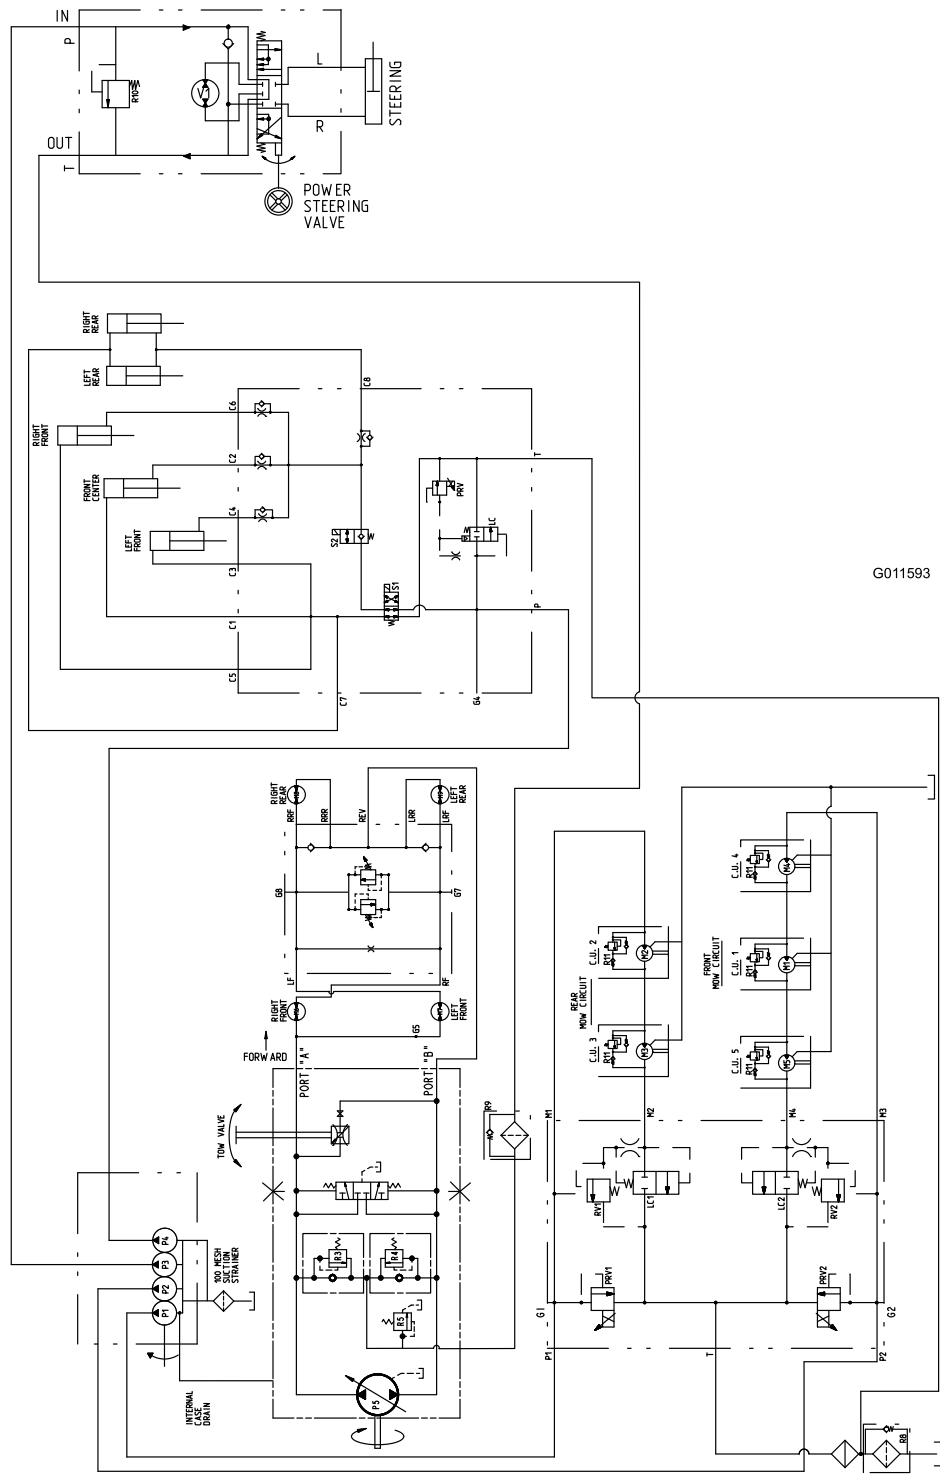 IN
P
R10
V1
L
R
STEERING
OUT
T
POWER
STEERING
VALVE
RIGHT
REAR
LEFT
REAR
C8
C6
RIGHT
FRONT
C2
T
FRONT
CENTER
PRV
C4
LC
LEFT
FRONT
S2
C3
S1
G011593
P
C1
C5
C7
G4
RIGHT
REAR
LEFT
REAR
RRF
RRR
REV
LRR
LRF
G8
G7
LF
RF
RIGHT
FRONT
LEFT
FRONT
G5
FORWARD
PORT "A"
PORT "B"
C.U. 4
R11
M4
C.U. 2
R11
M2
FRONT
MOW CIRCUIT
C.U. 1
R11
M1
REAR
MOW CIRCUIT
C.U. 3
R11
M3
C.U. 5
R11
M5
TOW VALVE
R9
M1
M2
M4
M3
RV1
LC1
LC2
RV2
P4
P3
P2
P1
100 MESH
SUCTION
STRAINER
R3
R4
R5
PRV1
PRV2
G1
G2
P1
T
P2
P5
INTERNAL
CASE
DRAIN
R8